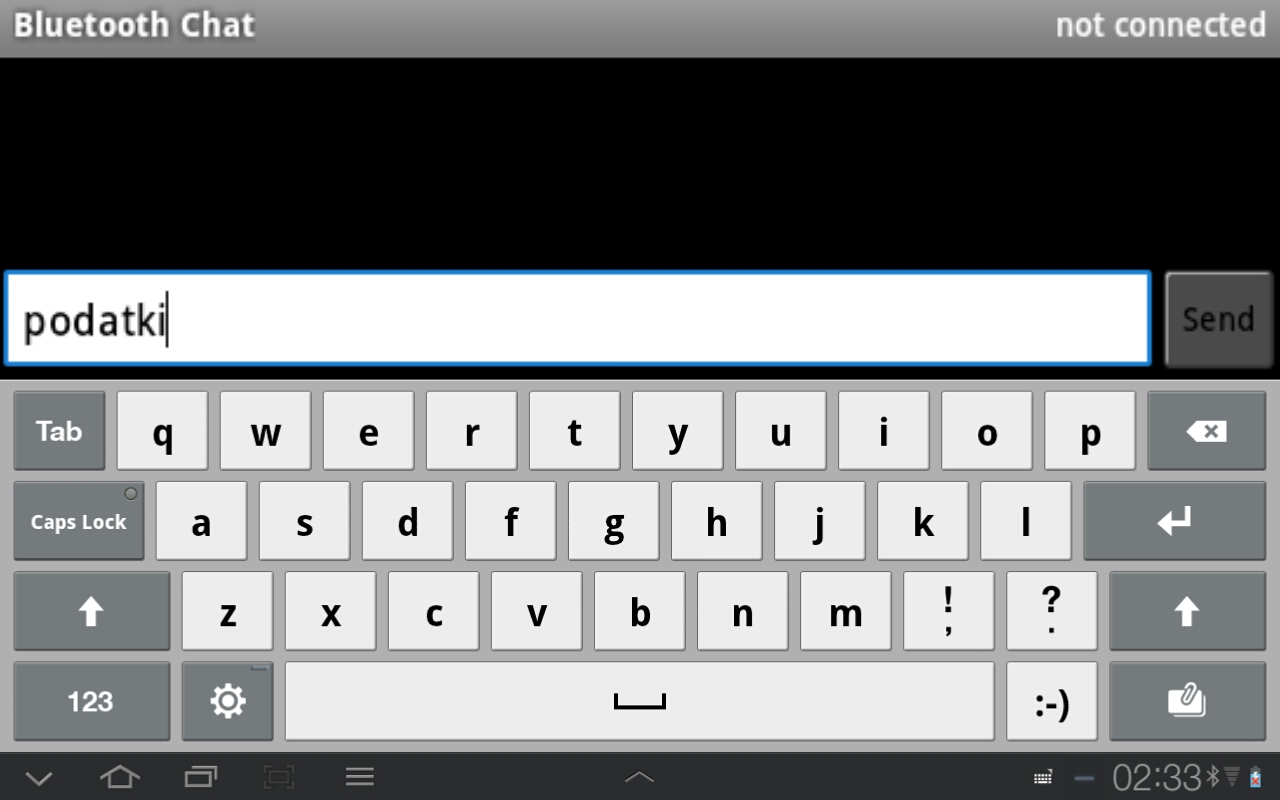 Bluetooth Chat not connected
podatki Send
Tab q w e r t y u i o p
Caps Lock a s d f g h j k l
z x c v b n m ! ?
, .
123 :-)
02:33